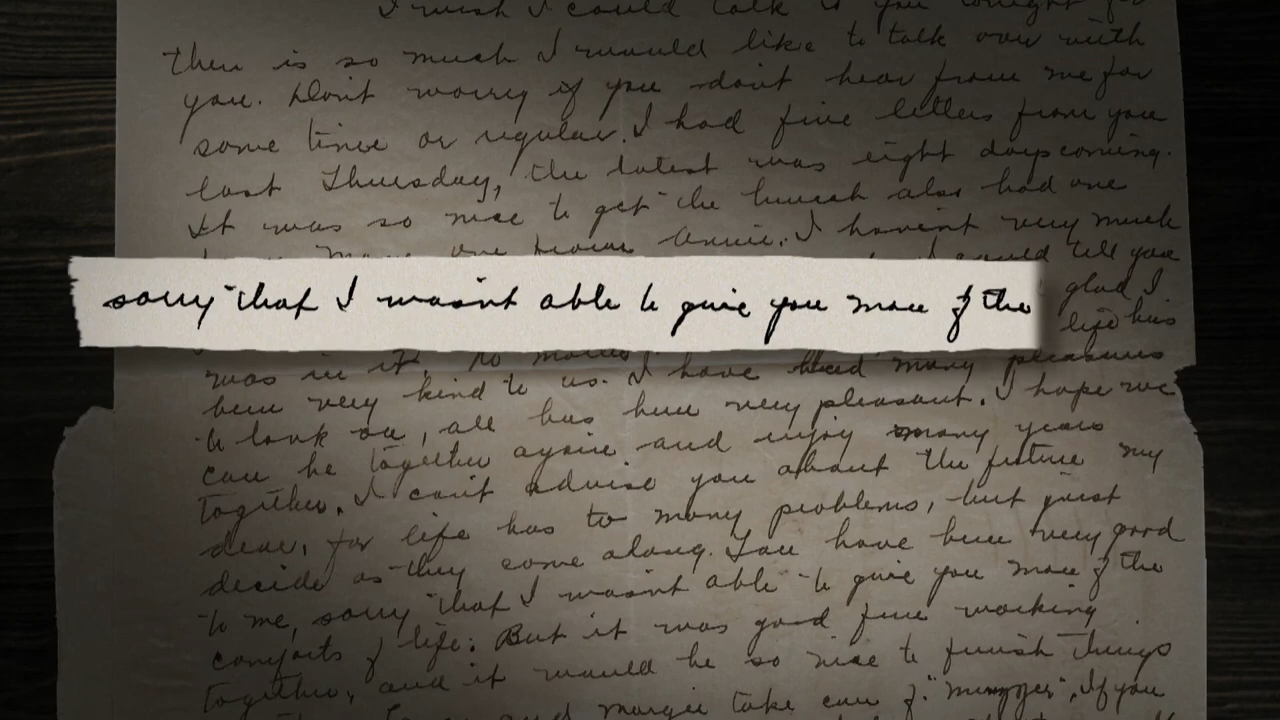 I wish I could talk to you tonight for
there is so much I would like to talk over with
you. Don't worry if you don't hear from me for
some time or regular. I had five letters from you
last Thursday, the latest was eight days coming.
It was so nice to get the bunch also had one
one from Annie. I havent very much
I could tell you
sorry that I wasn't able to give you more of the
glad I
life has
was in it.
been very kind to us. I have had many pleasures
to look on, all has been very pleasant. I hope we
can be together again and enjoy many years
together. I can't advise you about the future my
dear, for life has to many problems, but just
decide as they come along. You have been very good
to me, sorry that I wasn't able to give you more of the
comforts of life. But it was good fun working
together, and it would be so nice to finish things
and Margie take care of "Mugges". If you